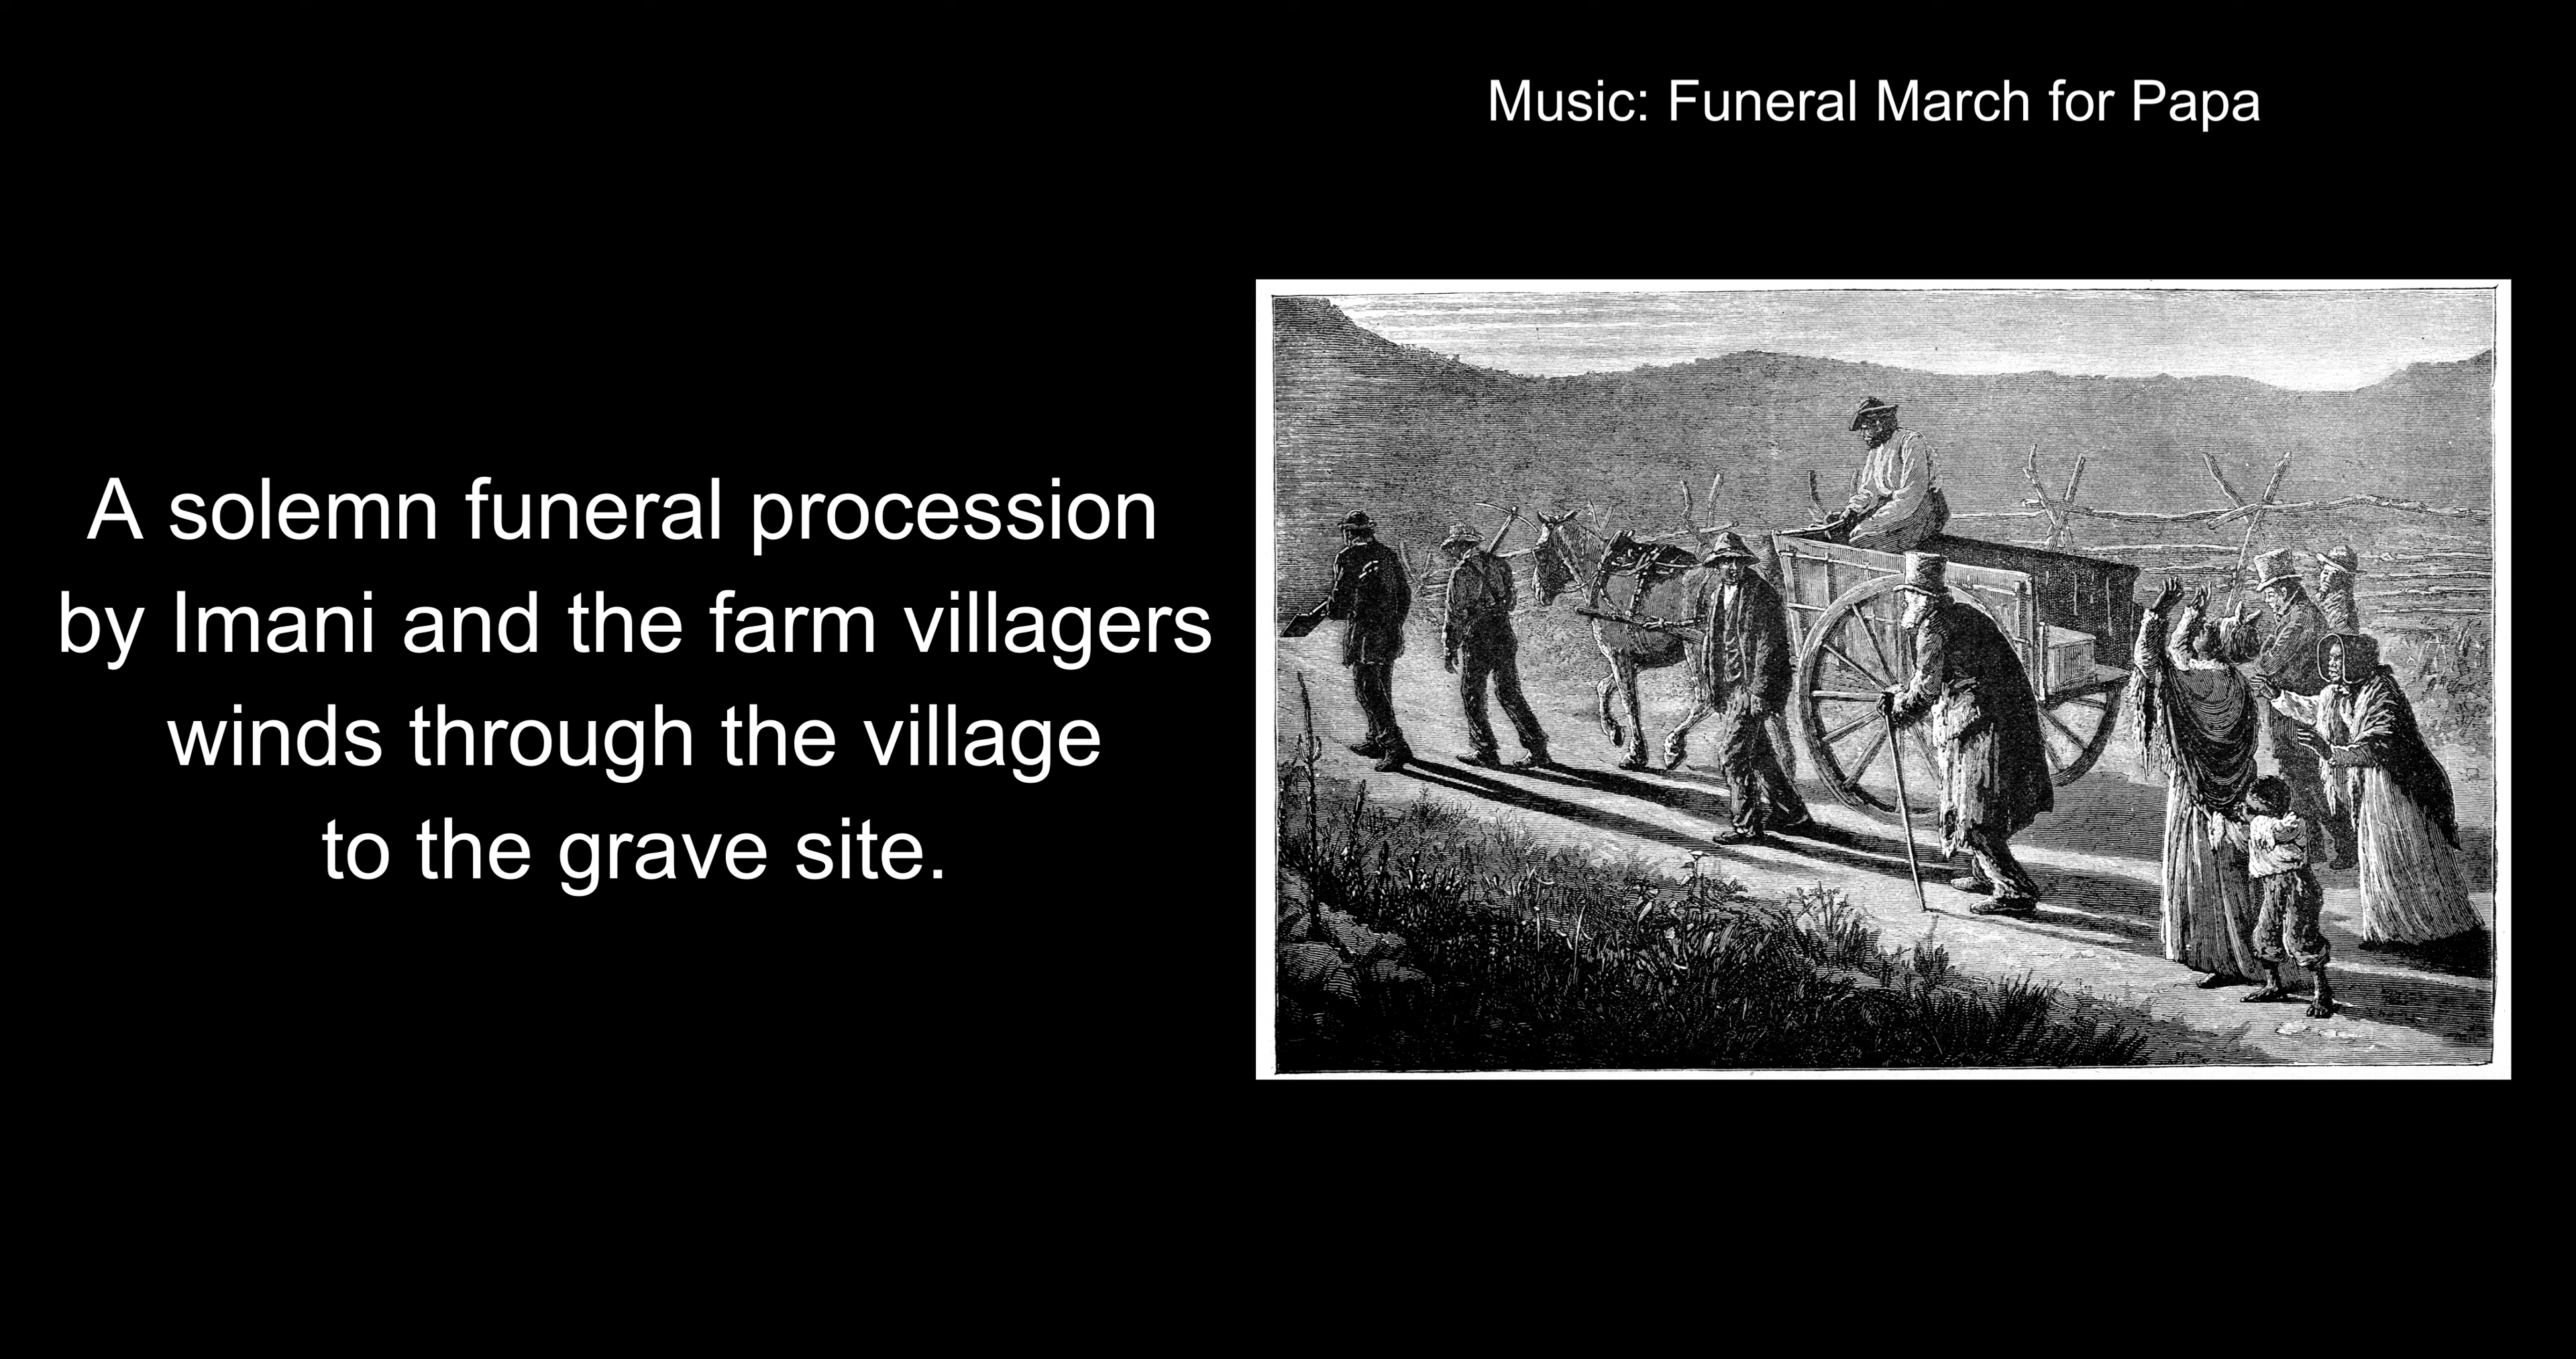 Music: Funeral March for Papa
A solemn funeral procession
by Imani and the farm villagers
winds through the village
to the grave site.